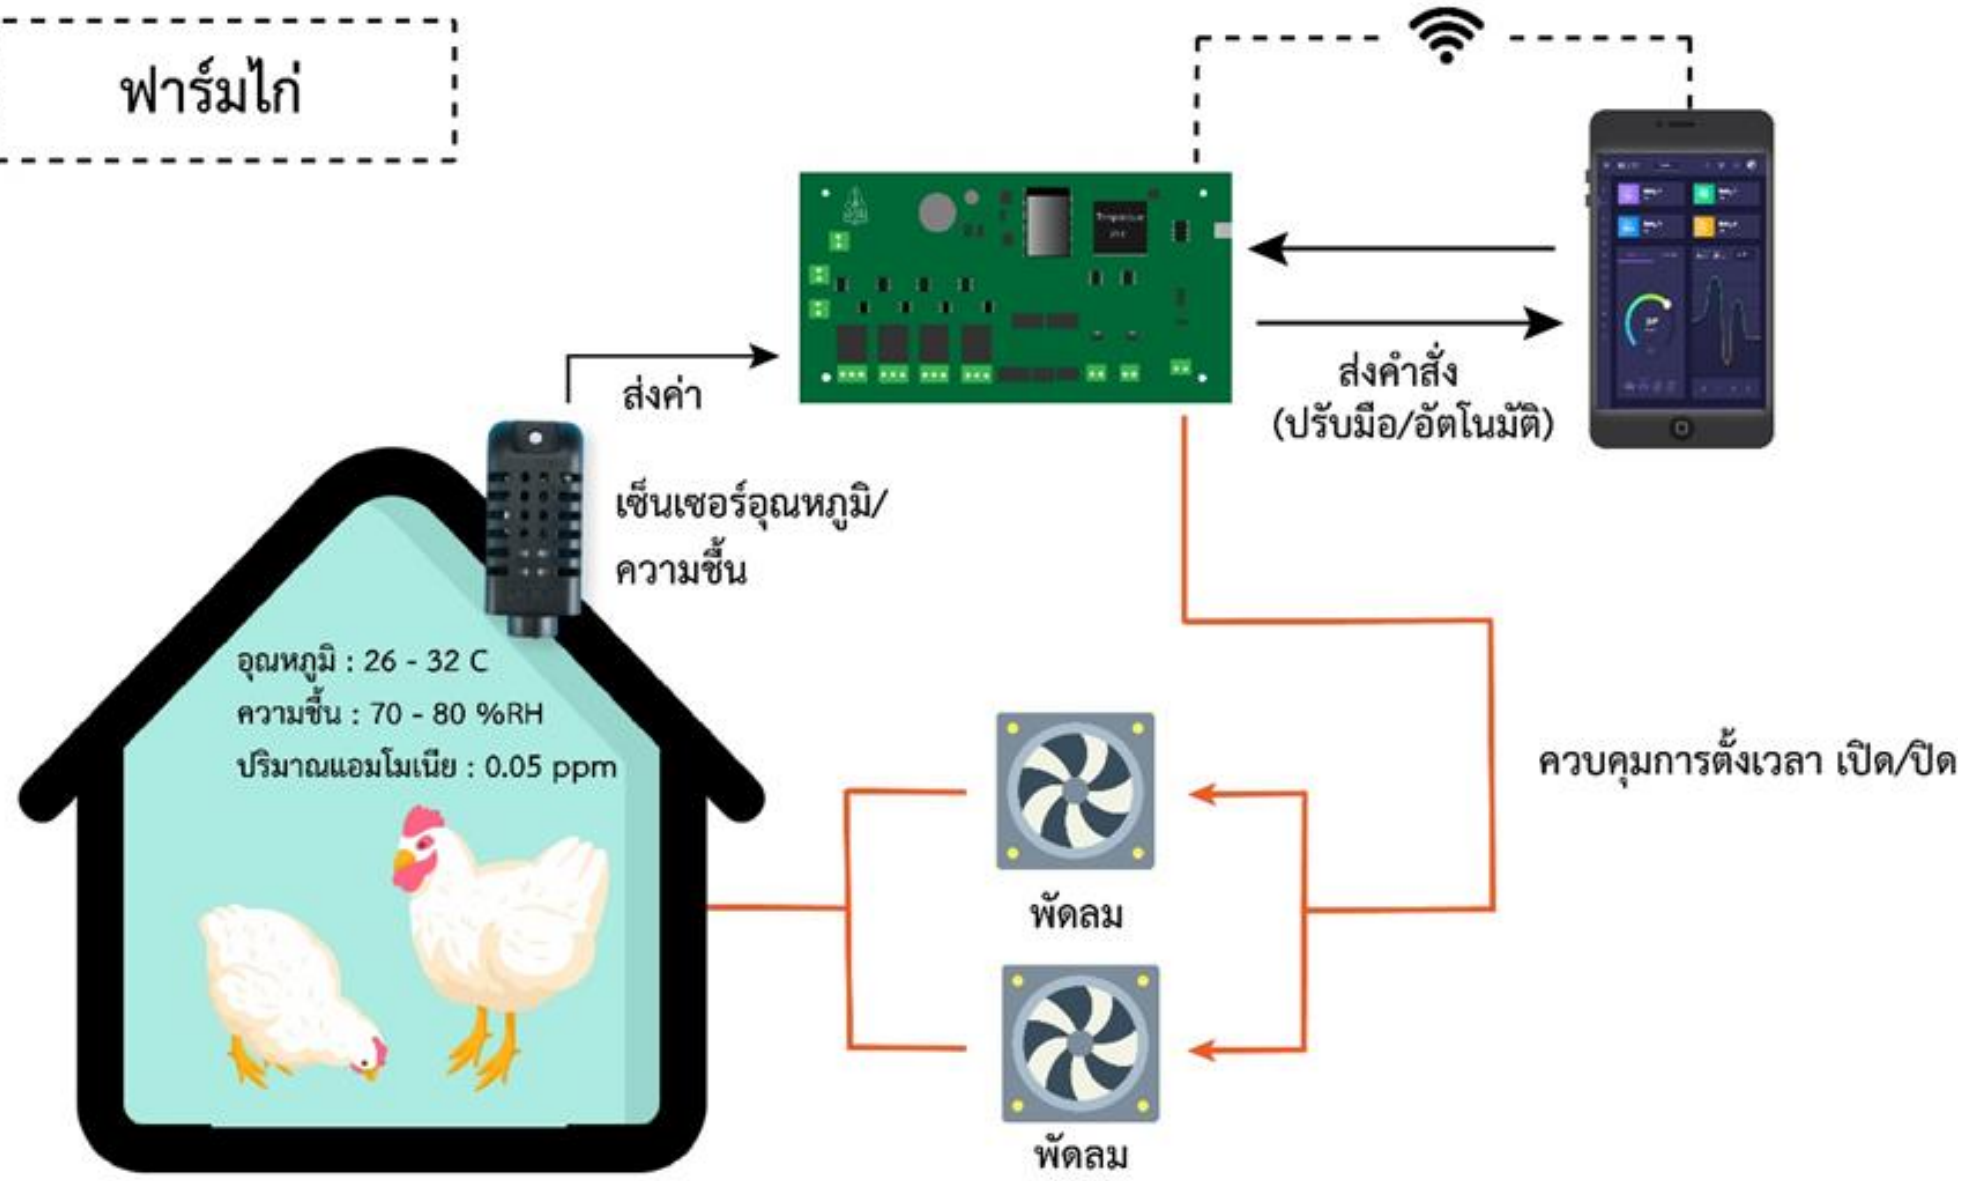 ฟาร์มไก่
ส่งค่า
ส่งคำสั่ง
(ปรับมือ/อัตโนมัติ)
เซ็นเซอร์อุณหภูมิ/
ความชื้น
อุณหภูมิ : 26 - 32 C
ความชื้น : 70 - 80 %RH
ปริมาณแอมโมเนีย : 0.05 ppm
ควบคุมการตั้งเวลา เปิด/ปิด
พัดลม
พัดลม